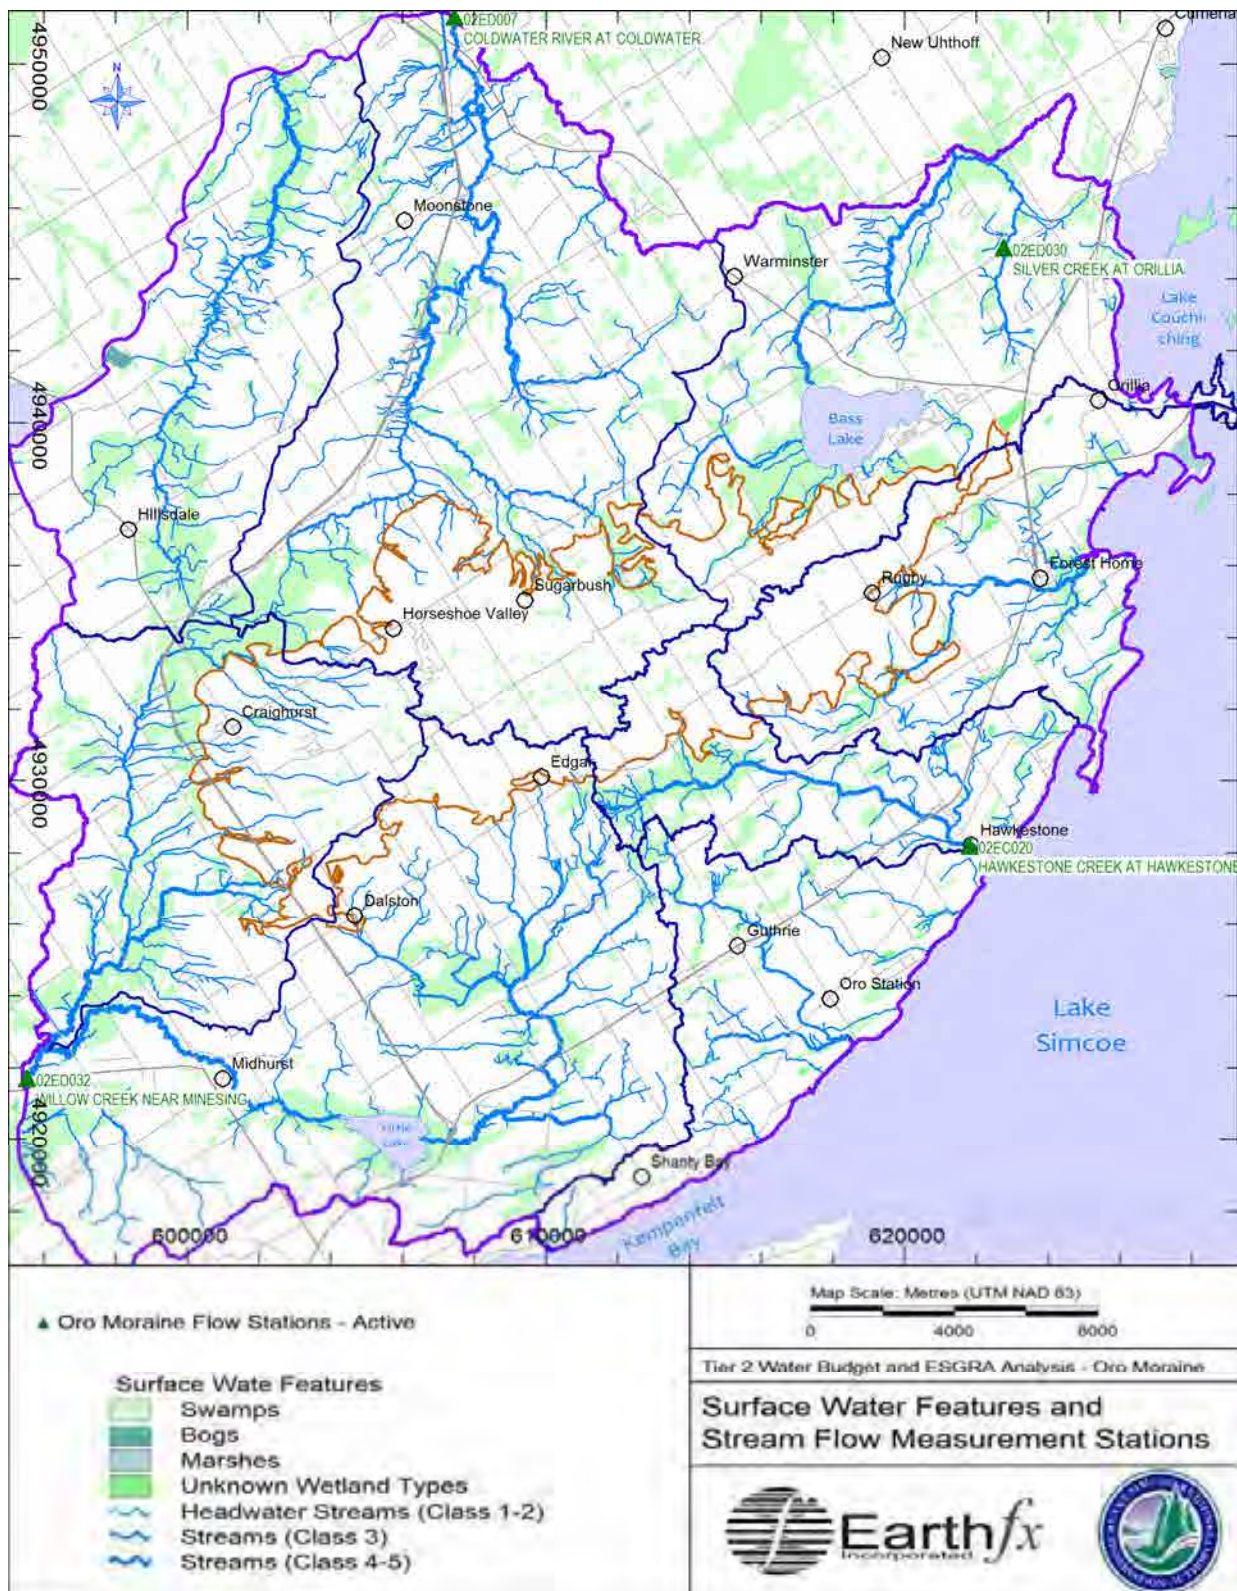 02ED007
COLDWATER RIVER AT COLDWATER
New Uhthoff
4950000
N
Moonstone
Warminster
02ED030
SILVER CREEK AT ORILLIA
Lake
Couchi
ching
Orillia
4940000
Bass
Lake
Hillsdale
Forest Home
Rugby
Sugarbush
Horseshoe Valley
Craighurst
Edgar
4930000
Hawkestone
02EC020
HAWKESTONE CREEK AT HAWKESTONE
Dalston
Guthrie
Oro Station
Lake
Simcoe
Midhurst
02ED032
WILLOW CREEK NEAR MINESING
4920000
Little
Lake
Shanty Bay
Kempenfelt
Bay
600000
610000
620000
Oro Moraine Flow Stations - Active
Surface Wate Features
Swamps
Bogs
Marshes
Unknown Wetland Types
Headwater Streams (Class 1-2)
Streams (Class 3)
Streams (Class 4-5)
Map Scale: Metres (UTM NAD 83)
0 4000 8000
Tier 2 Water Budget and ESGRA Analysis - Oro Moraine
Surface Water Features and
Stream Flow Measurement Stations
Earthfx
Incorporated